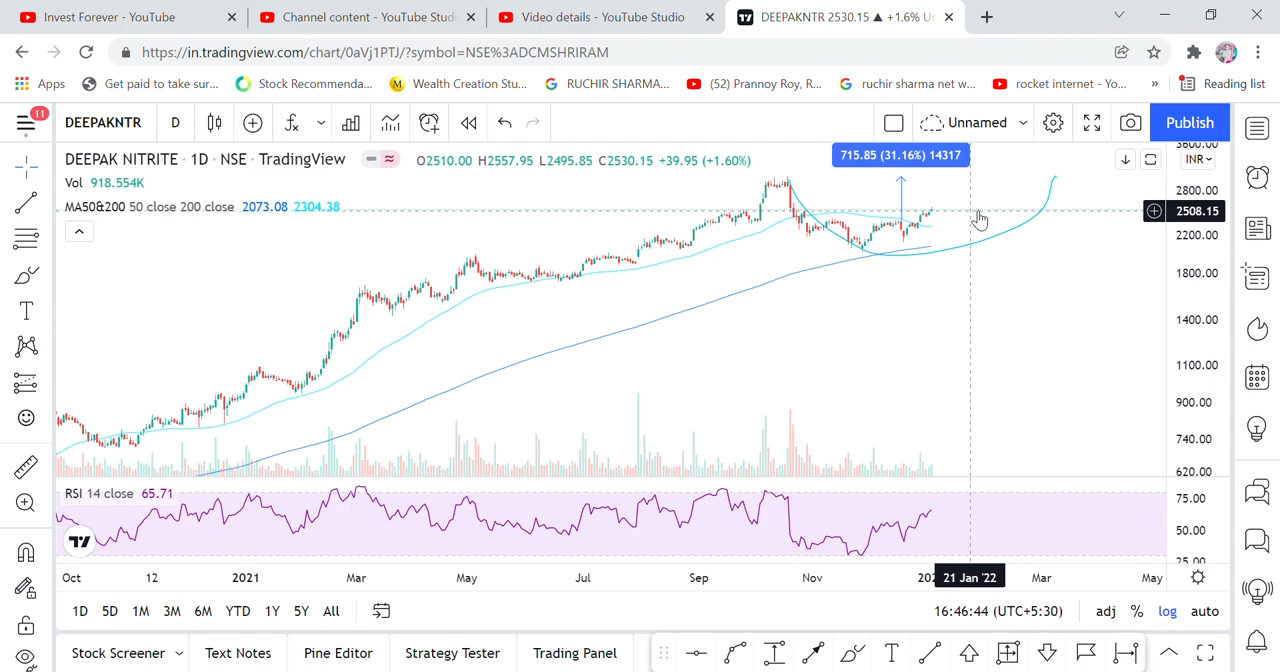 Invest Forever - YouTube
Channel content - YouTube Studi
Video details - YouTube Studio
DEEPAKNTR 2530.15 ▲ +1.6% Un
https://in.tradingview.com/chart/0aVj1PTJ/?symbol=NSE%3ADCMSHRIRAM
Apps
Get paid to take sur...
Stock Recommenda...
Wealth Creation Stu...
RUCHIR SHARMA...
(52) Prannoy Roy, R...
ruchir sharma net w...
rocket internet - Yo...
»
Reading list
11
DEEPAKNTR
D
Unnamed
Publish
DEEPAK NITRITE · 1D · NSE · TradingView
O2510.00 H2557.95 L2495.85 C2530.15 +39.95 (+1.60%)
715.85 (31.16%) 14317
INR
Vol 918.554K
MA50&200 50 close 200 close 2073.08 2304.38
3600.00
2800.00
2508.15
2200.00
1800.00
1400.00
1100.00
900.00
740.00
620.00
RSI 14 close 65.71
75.00
50.00
25.00
Oct
12
2021
Mar
May
Jul
Sep
Nov
202
21 Jan '22
Mar
May
1D 5D 1M 3M 6M YTD 1Y 5Y All
16:46:44 (UTC+5:30)
adj % log auto
Stock Screener
Text Notes
Pine Editor
Strategy Tester
Trading Panel